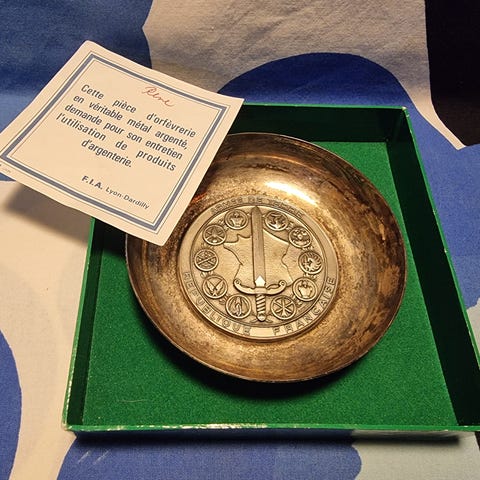 Cette pièce d'orfèvrerie
en véritable métal argenté,
demande pour son entretien
l'utilisation de produits
d'argenterie.
F.I.A. Lyon-Dardilly
RÉPUBLIQUE FRANÇAISE